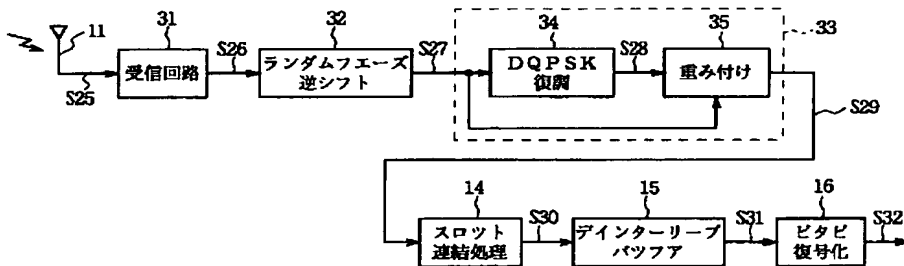 31
32
34
35
33
11
S25
受信回路
S26
ランダムフエーズ
逆シフト
S27
DQPSK
復調
S28
重み付け
S29
14
15
16
スロット
連結処理
S30
デインターリーブ
バツフア
S31
ビタビ
復号化
S32